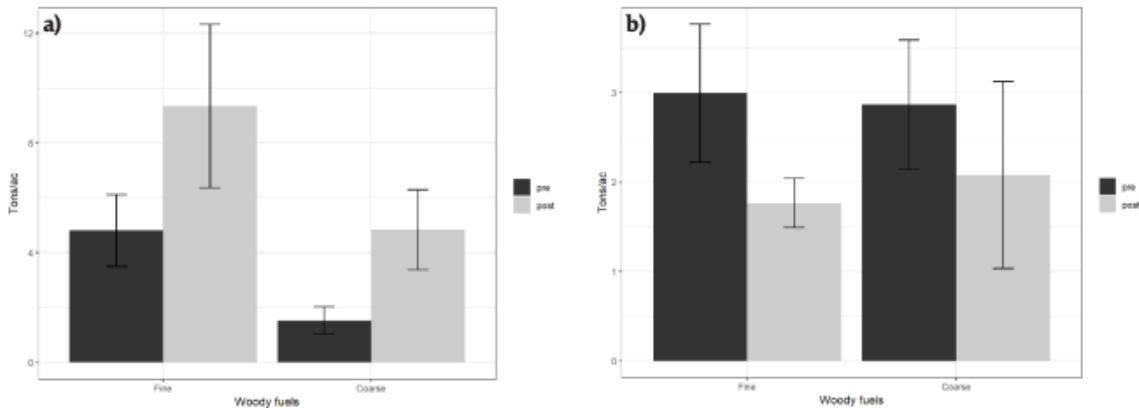 a)
12
8
4
0
Tons/ac
Fine
Coarse
Woody fuels
pre
post
b)
3
2
1
0
Tons/ac
Fine
Coarse
Woody fuels
pre
post